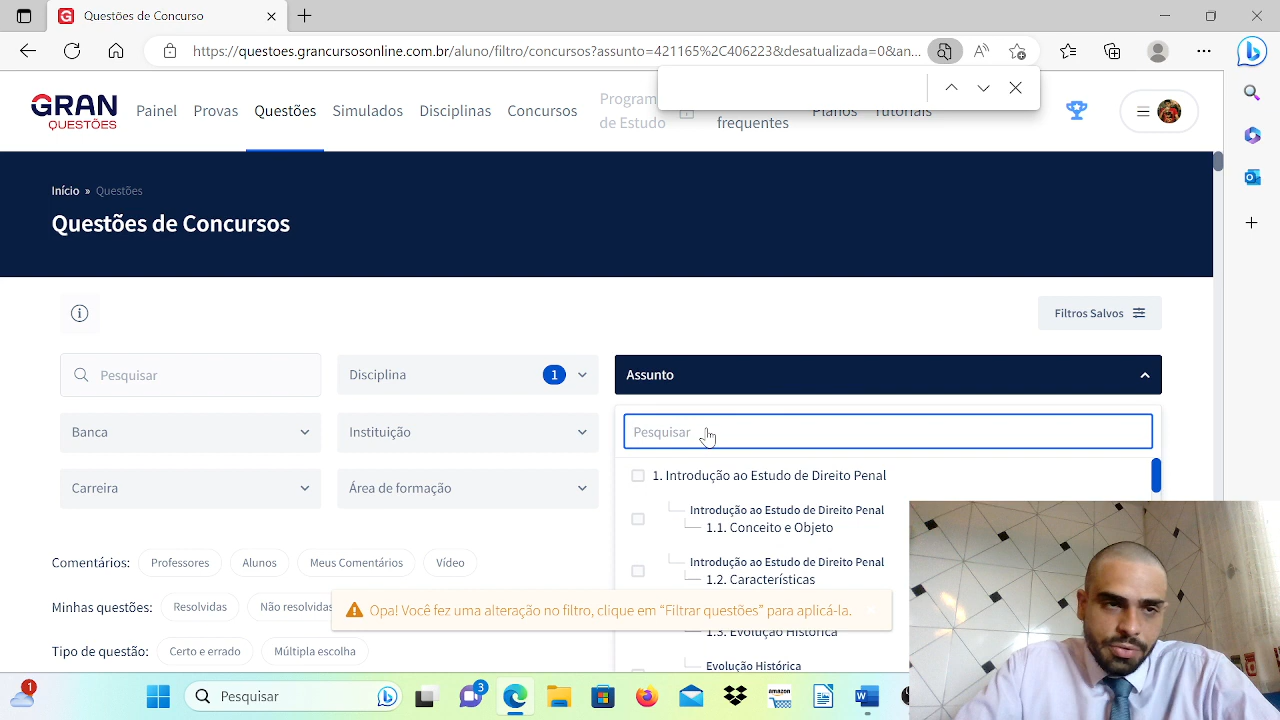 Questões de Concurso
https://questoes.grancursosonline.com.br/aluno/filtro/concursos?assunto=421165%2C406223&desatualizada=0&an...
GRAN
QUESTÕES
Painel
Provas
Questões
Simulados
Disciplinas
Concursos
Program
de Estudo
frequentes
Planos
Tutoriais
Início » Questões
Questões de Concursos
Filtros Salvos
Pesquisar
Disciplina
1
Assunto
Banca
Instituição
Pesquisar
Carreira
Área de formação
1. Introdução ao Estudo de Direito Penal
Introdução ao Estudo de Direito Penal
1.1. Conceito e Objeto
Introdução ao Estudo de Direito Penal
1.2. Características
1.3. Evolução Histórica
Evolução Histórica
Comentários:
Professores
Alunos
Meus Comentários
Vídeo
Minhas questões:
Resolvidas
Não resolvidas
Opa! Você fez uma alteração no filtro, clique em “Filtrar questões” para aplicá-la.
Tipo de questão:
Certo e errado
Múltipla escolha
1
Pesquisar
3
amazon
W